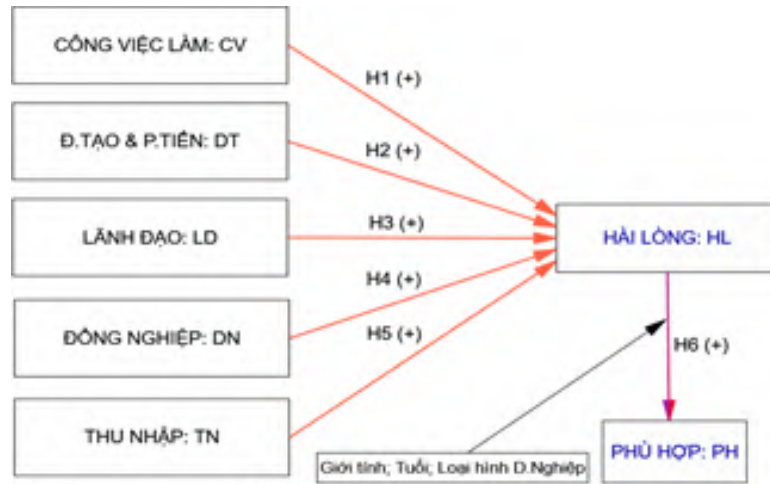 CÔNG VIỆC LÀM: CV
H1 (+)
Đ.TẠO & P.TIẾN: DT
H2 (+)
LÃNH ĐẠO: LD
H3 (+)
HÀI LÒNG: HL
H4 (+)
ĐỒNG NGHIỆP: DN
H5 (+)
H6 (+)
THU NHẬP: TN
Giới tính; Tuổi; Loại hình D.Nghiệp
PHÙ HỢP: PH